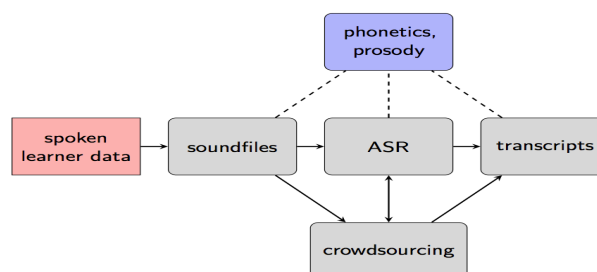 phonetics,
prosody
spoken
learner data
soundfiles
ASR
transcripts
crowdsourcing